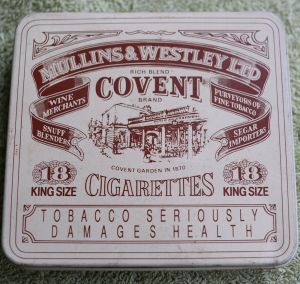 MULLINS & WESTLEY LTD
RICH BLEND
COVENT
BRAND
WINE
MERCHANTS
PURVEYORS OF
FINE TOBACCO
SNUFF
BLENDERS
SEGAR
IMPORTERS
COVENT GARDEN IN 1870
18
KING SIZE
CIGARETTES
18
KING SIZE
TOBACCO SERIOUSLY
DAMAGES HEALTH